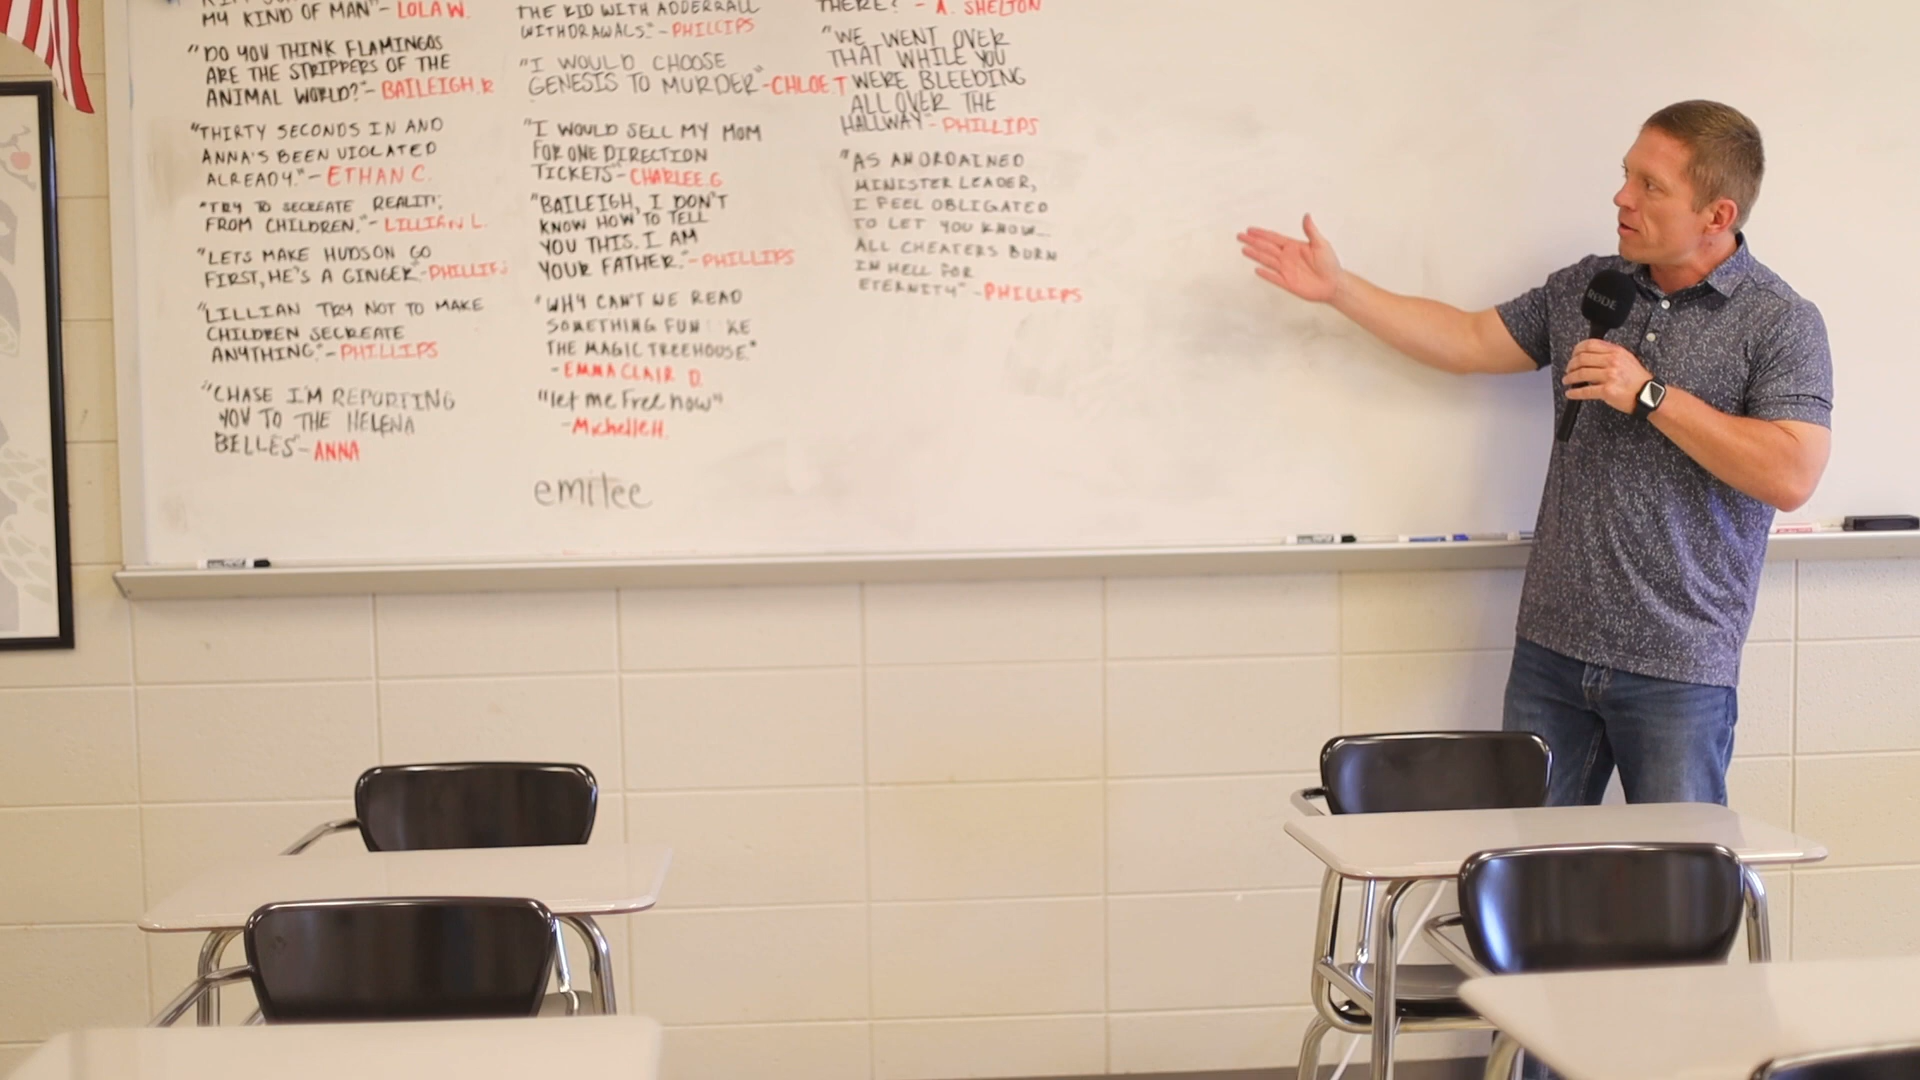 MY KIND OF MAN" - LOLA W.
"DO YOU THINK FLAMINGOS
ARE THE STRIPPERS OF THE
ANIMAL WORLD?" - BAILEIGH.R
"THIRTY SECONDS IN AND
ANNA'S BEEN VIOLATED
ALREADY." - ETHAN C.
"TRY TO SECREATE REALITY,
FROM CHILDREN." - LILLIAN L.
"LETS MAKE HUDSON GO
FIRST, HE'S A GINGER" - PHILLIPS
"LILLIAN TRY NOT TO MAKE
CHILDREN SECREATE
ANYTHING." - PHILLIPS
"CHASE I'M REPORTING
YOU TO THE HELENA
BELLES" - ANNA
THE KID WITH ADDERRALL
WITHDRAWALS." - PHILLIPS
"I WOULD CHOOSE
GENESIS TO MURDER" - CHLOE.T
"I WOULD SELL MY MOM
FOR ONE DIRECTION
TICKETS - CHARLEE.G
"BAILEIGH, I DON'T
KNOW HOW TO TELL
YOU THIS. I AM
YOUR FATHER." - PHILLIPS
"WHY CAN'T WE READ
SOMETHING FUN KE
THE MAGIC TREEHOUSE."
- EMMA CLAIR D.
"let me free now"
- Michelle H.
emilee
THERE? - A. SHELTON
"WE WENT OVER
THAT WHILE YOU
WERE BLEEDING
ALL OVER THE
HALLWAY" - PHILLIPS
"AS AN ORDAINED
MINISTER LEADER,
I FEEL OBLIGATED
TO LET YOU KNOW...
ALL CHEATERS BURN
IN HELL FOR
ETERNITY" - PHILLIPS
RODE